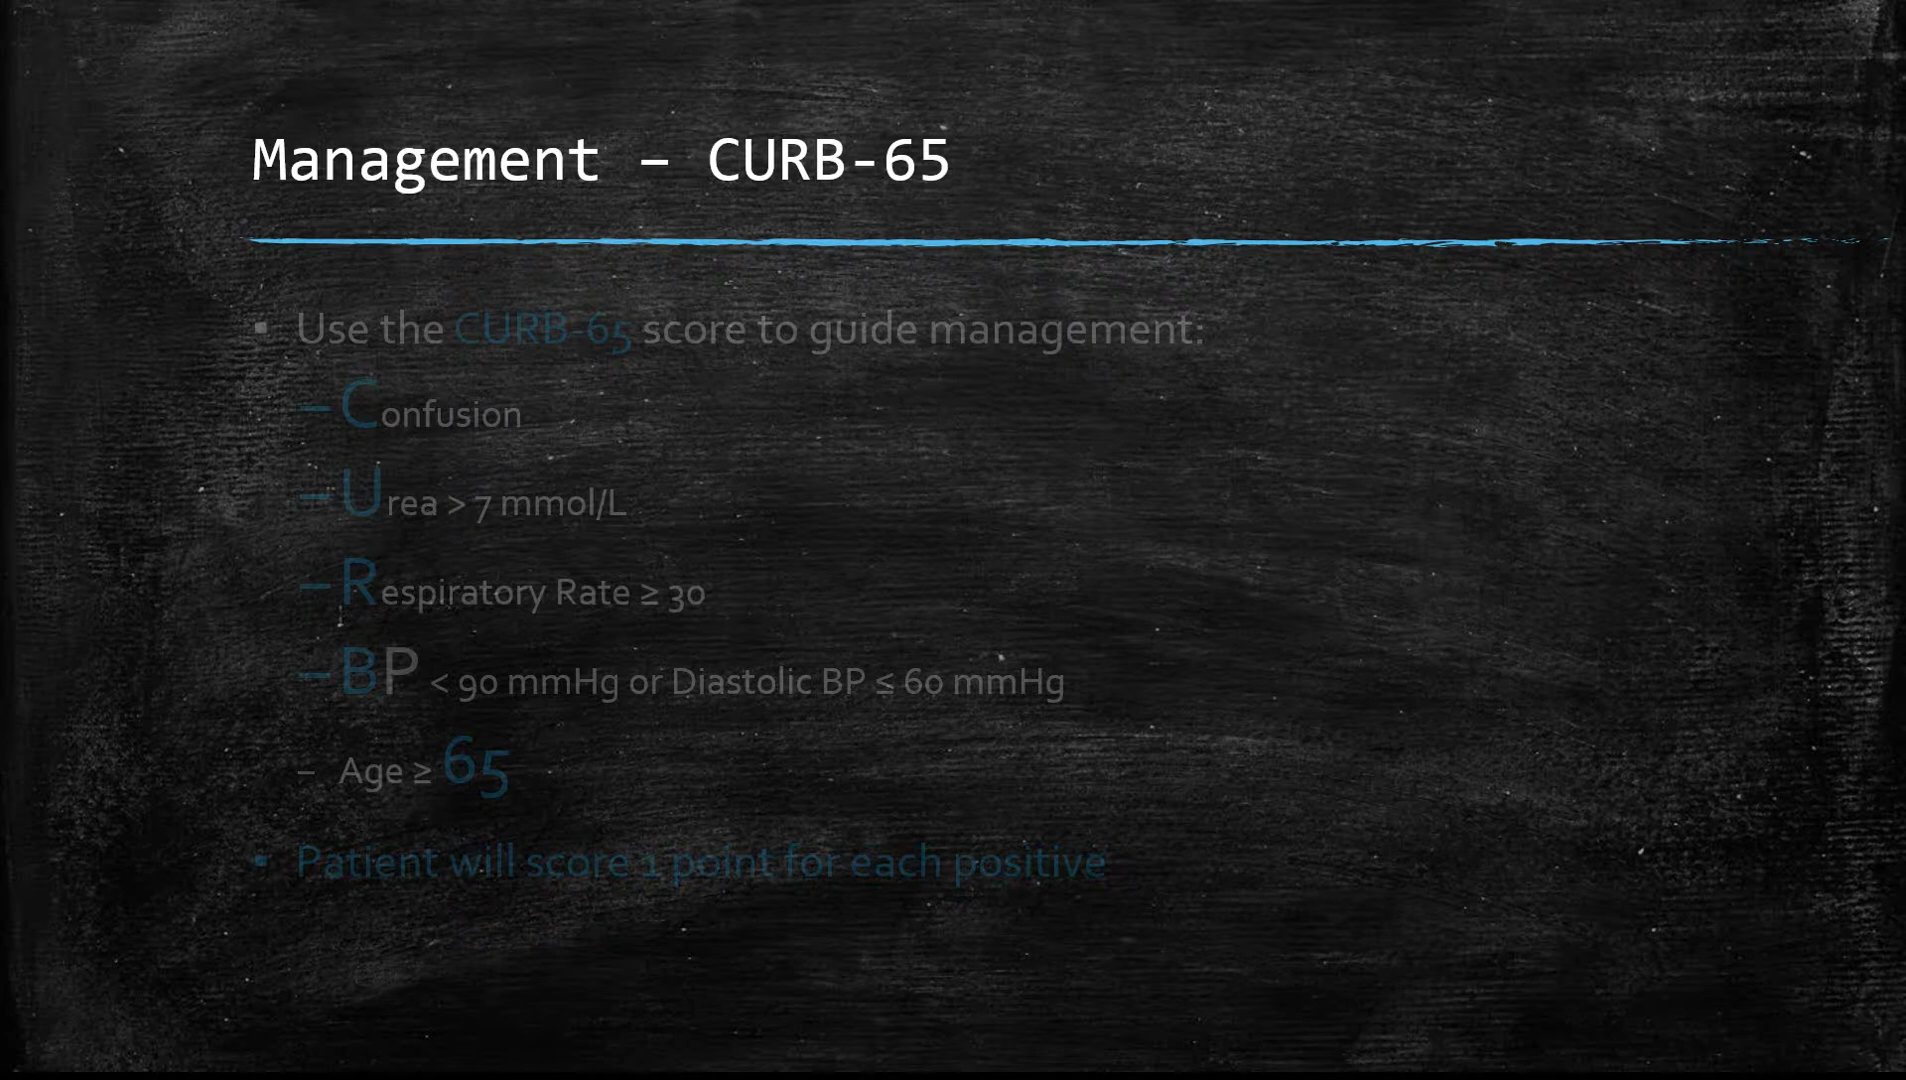 Management – CURB-65
▪ Use the CURB-65 score to guide management:
– Confusion
– Urea > 7 mmol/L
– Respiratory Rate ≥ 30
– BP < 90 mmHg or Diastolic BP ≤ 60 mmHg
– Age ≥ 65
▪ Patient will score 1 point for each positive